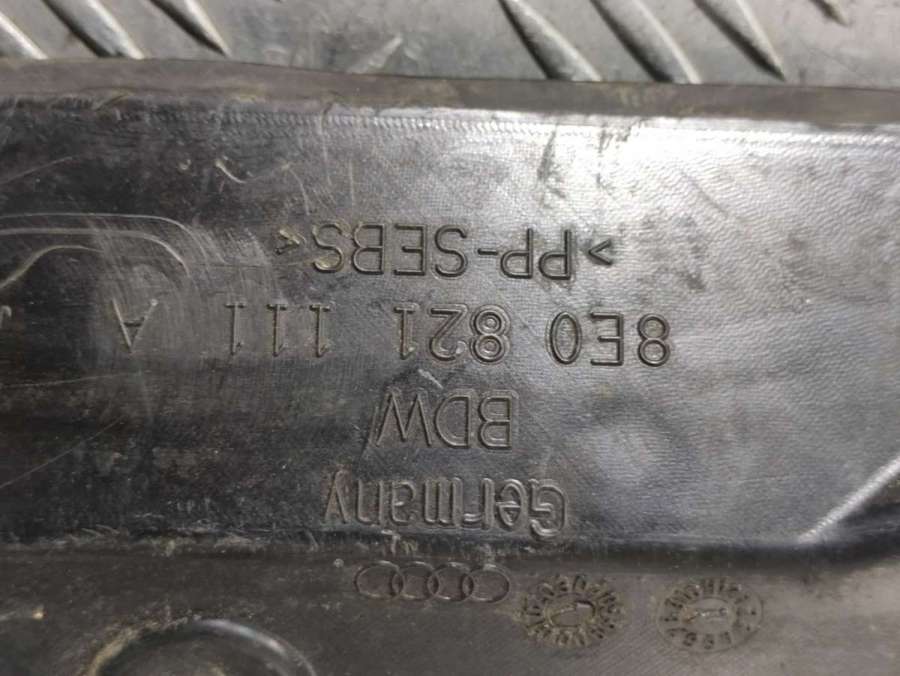 Germany
BDW
8E0 821 111 A
>PP-SEBS<